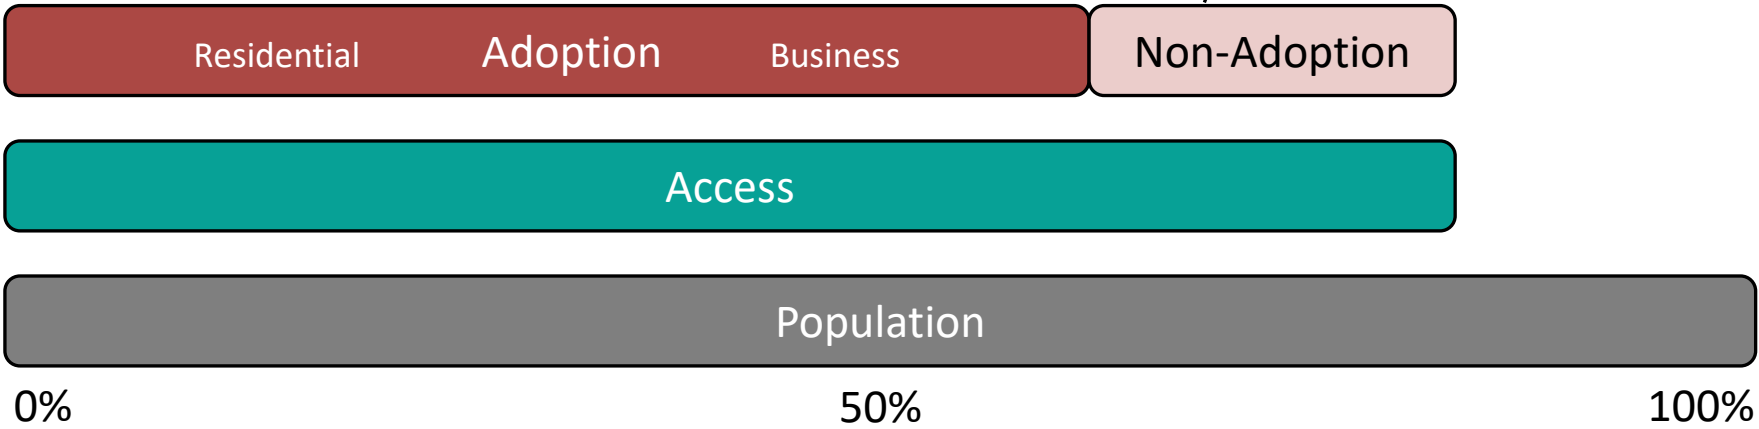 Residential Adoption Business Non-Adoption
Access
Population
0% 50% 100%